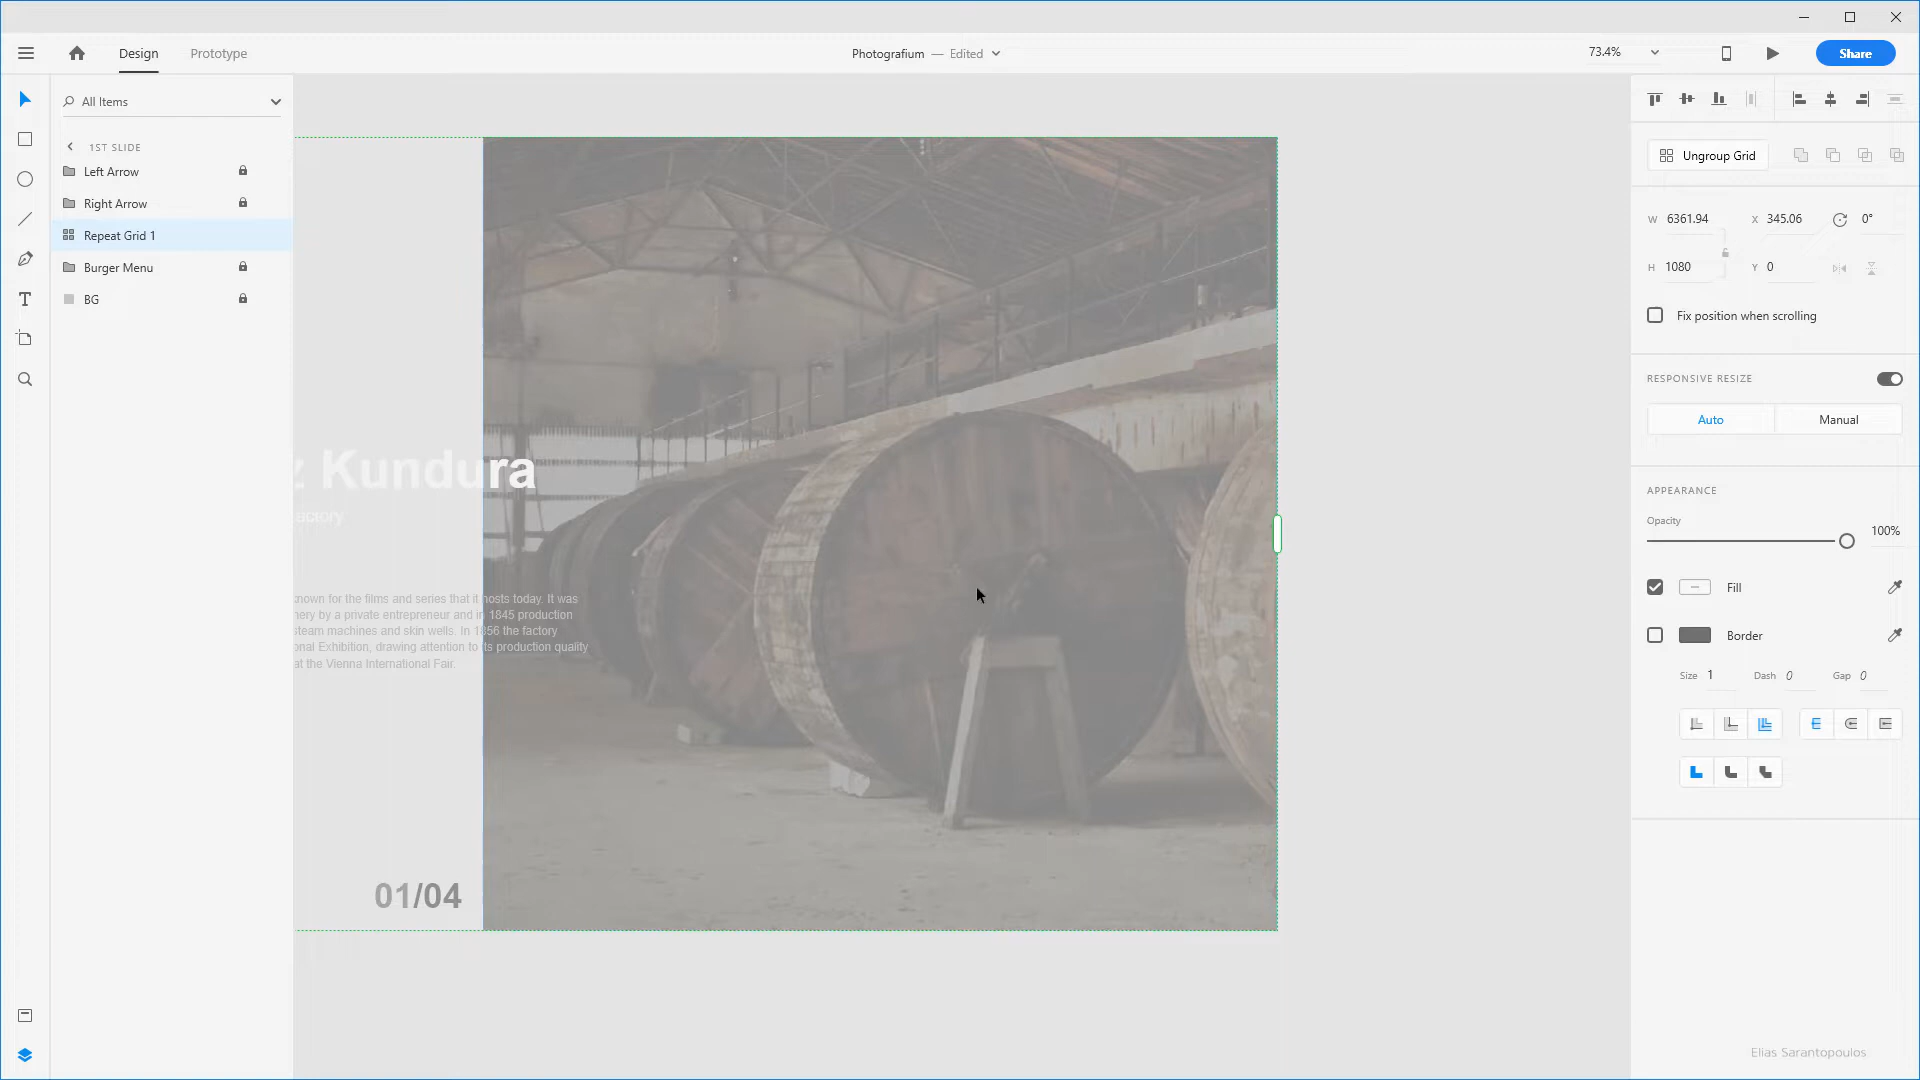 Design
Prototype
Photografium — Edited
73.4%
Share
All Items
1ST SLIDE
Left Arrow
Right Arrow
Repeat Grid 1
Burger Menu
BG
z Kundura
actory
known for the films and series that it hosts today. It was
nery by a private entrepreneur and in 1845 production
steam machines and skin wells. In 1856 the factory
onal Exhibition, drawing attention to its production quality
at the Vienna International Fair.
01/04
Ungroup Grid
W 6361.94 X 345.06 0°
H 1080 Y 0
Fix position when scrolling
RESPONSIVE RESIZE
Auto Manual
APPEARANCE
Opacity
100%
Fill
Border
Size 1 Dash 0 Gap 0
Elias Sarantopoulos